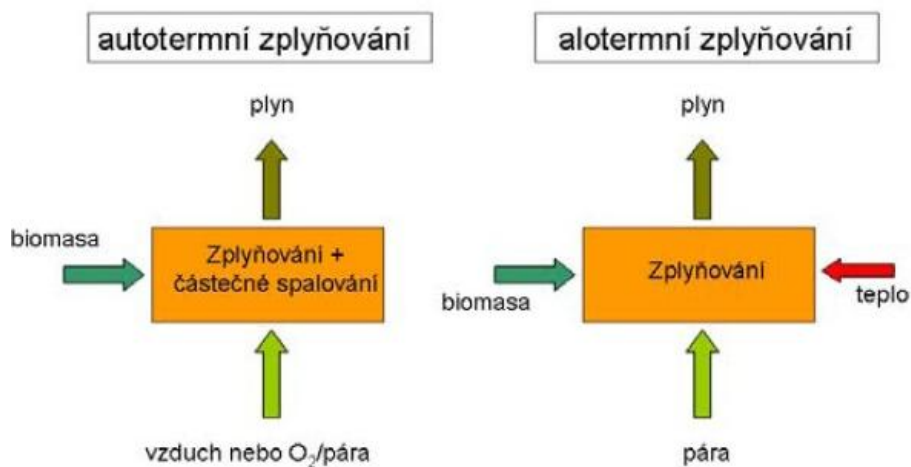 autotermní zplyňování
plyn
biomasa
Zplyňování +
částečné spalování
vzduch nebo O₂/pára
alotermní zplyňování
plyn
biomasa
Zplyňování
teplo
pára